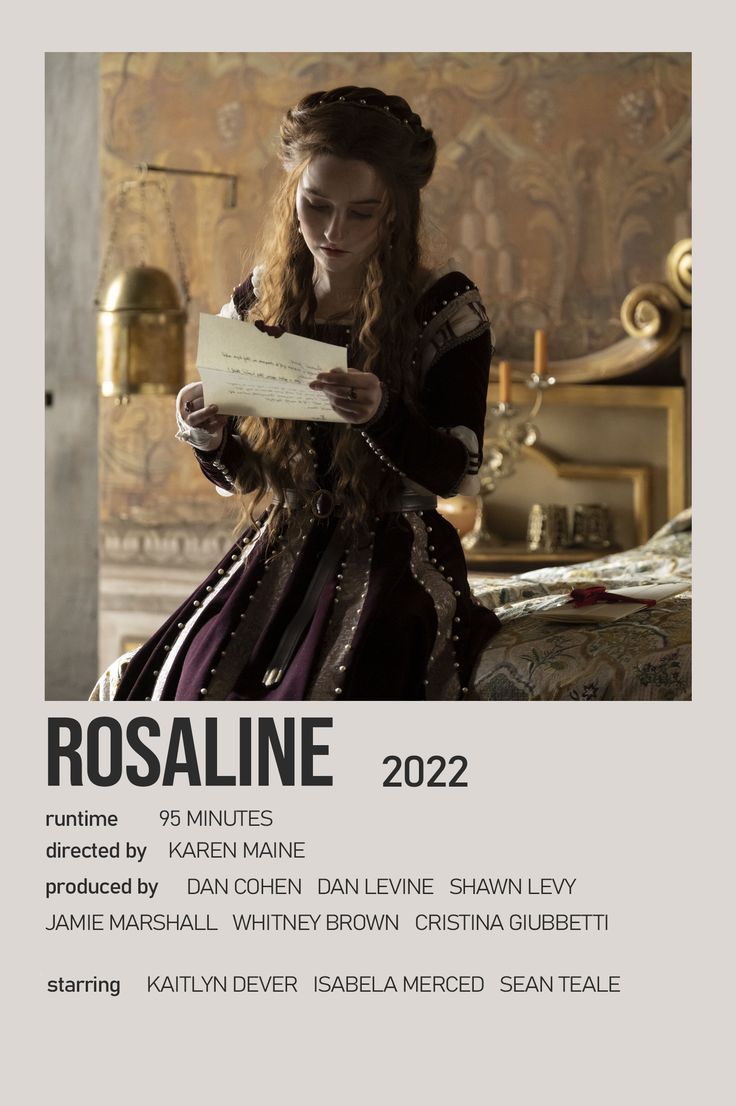 ROSALINE 2022
runtime 95 MINUTES
directed by KAREN MAINE
produced by DAN COHEN DAN LEVINE SHAWN LEVY
JAMIE MARSHALL WHITNEY BROWN CRISTINA GIUBBETTI
starring KAITLYN DEVER ISABELA MERCED SEAN TEALE